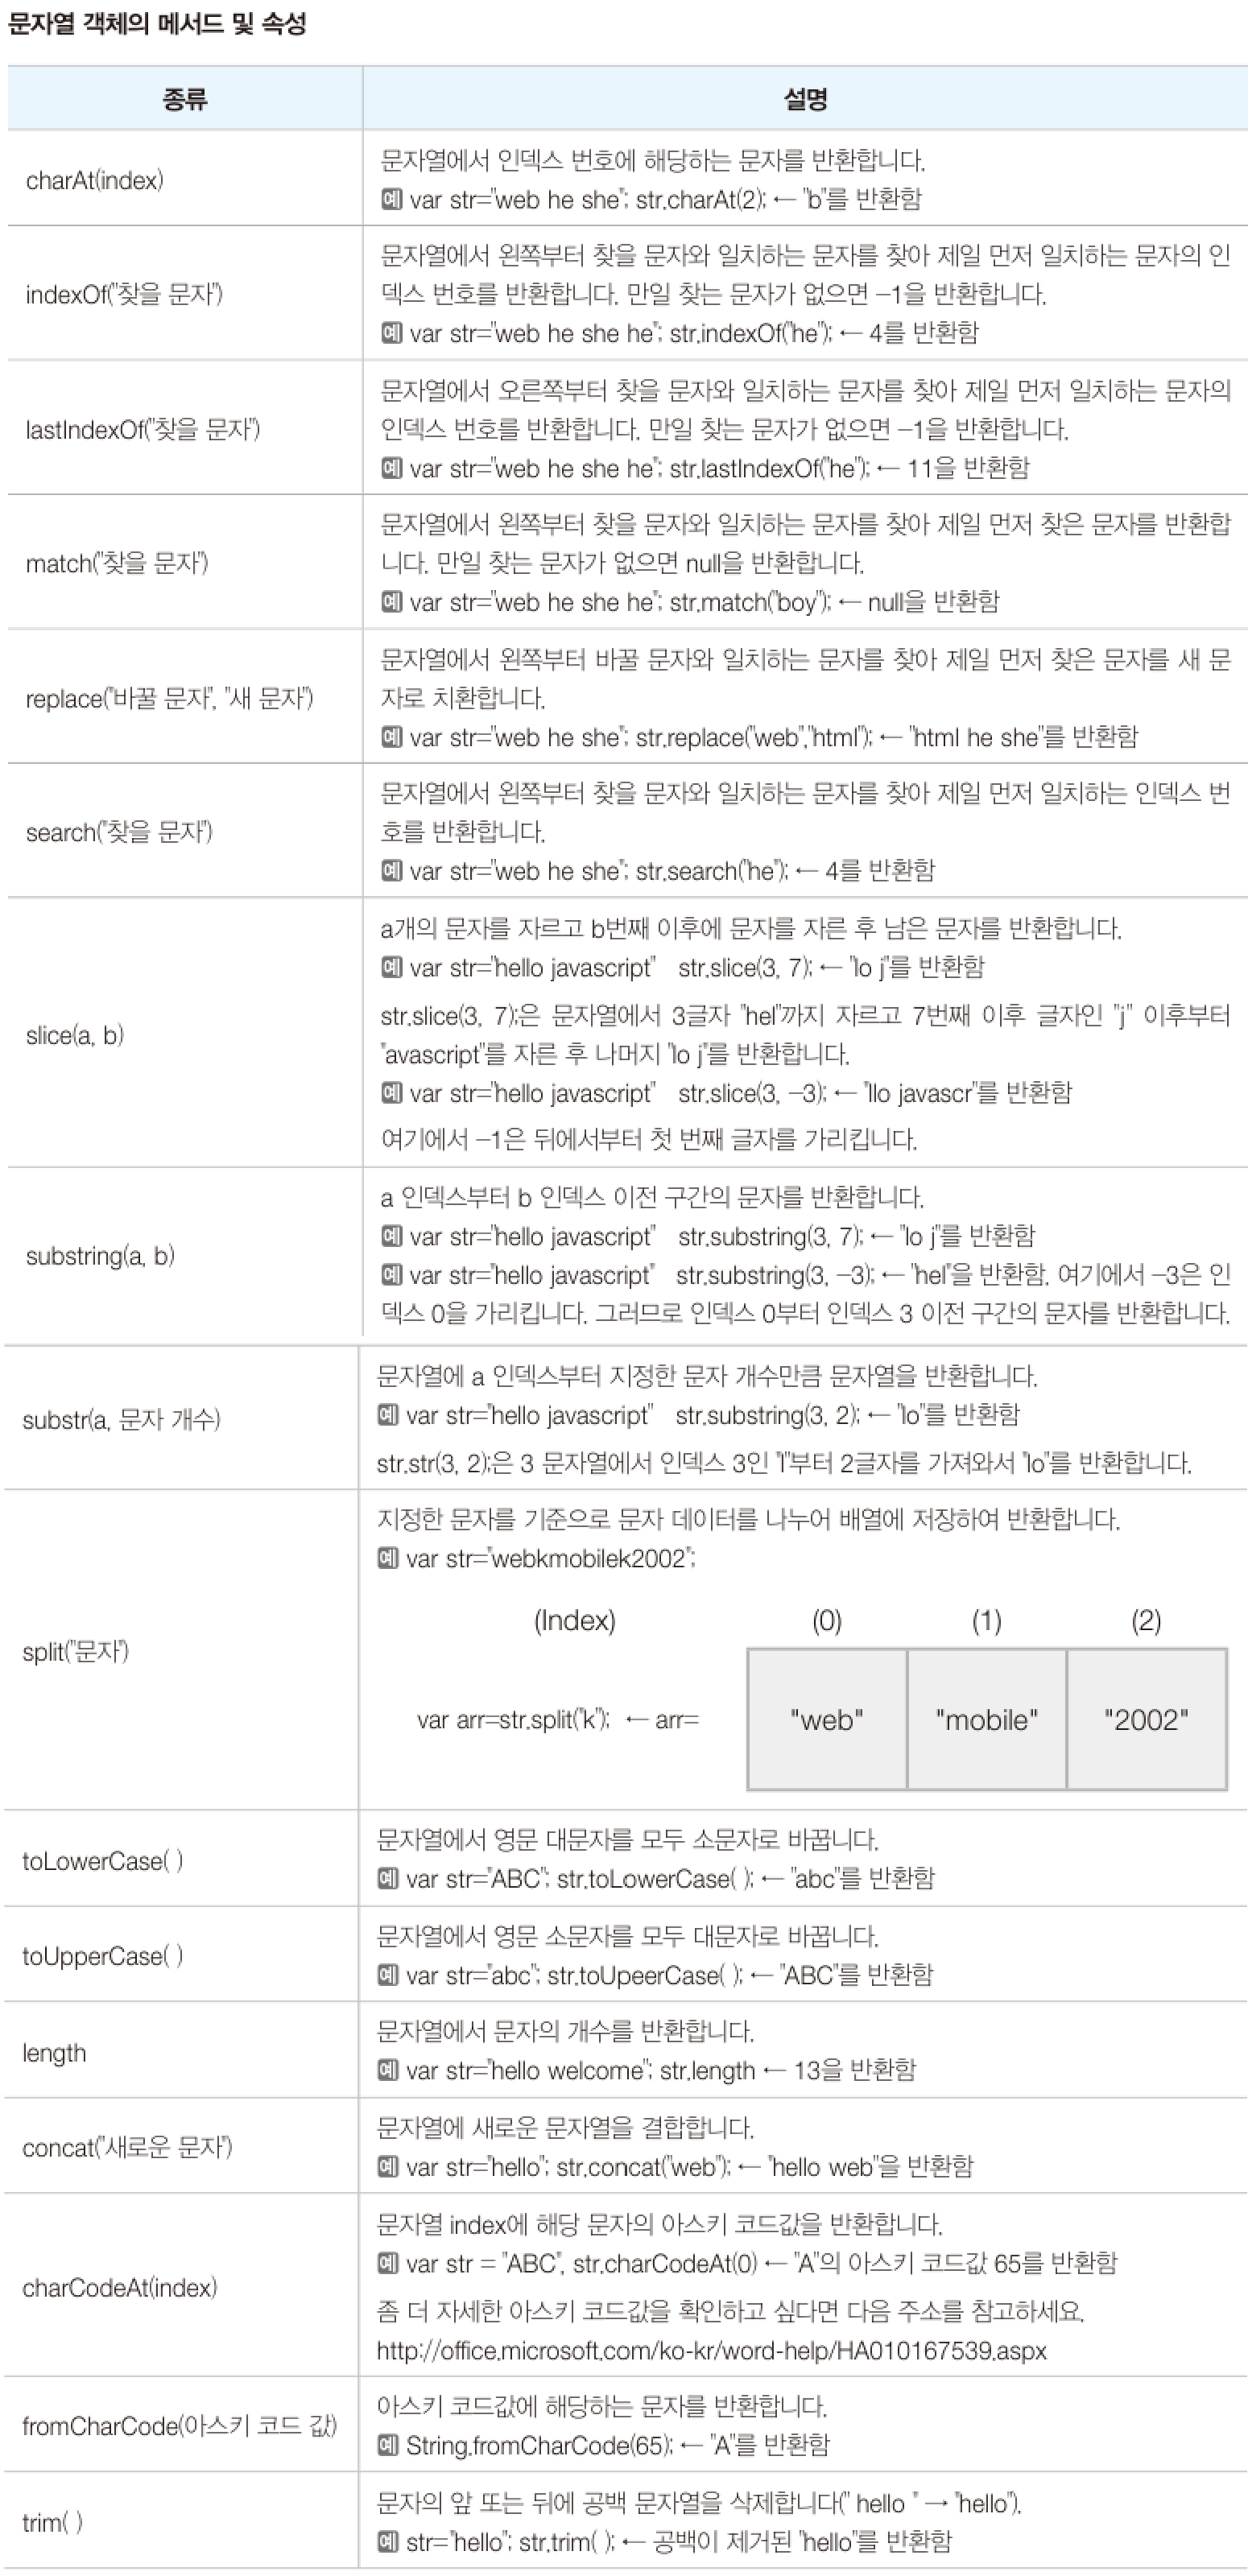 문자열 객체의 메서드 및 속성
종류
설명
charAt(index)
문자열에서 인덱스 번호에 해당하는 문자를 반환합니다.
예 var str="web he she"; str.charAt(2); ← "b"를 반환함
indexOf("찾을 문자")
문자열에서 왼쪽부터 찾을 문자와 일치하는 문자를 찾아 제일 먼저 일치하는 문자의 인
덱스 번호를 반환합니다. 만일 찾는 문자가 없으면 –1을 반환합니다.
예 var str="web he she he"; str.indexOf("he"); ← 4를 반환함
lastIndexOf("찾을 문자")
문자열에서 오른쪽부터 찾을 문자와 일치하는 문자를 찾아 제일 먼저 일치하는 문자의
인덱스 번호를 반환합니다. 만일 찾는 문자가 없으면 –1을 반환합니다.
예 var str="web he she he"; str.lastIndexOf("he"); ← 11을 반환함
match("찾을 문자")
문자열에서 왼쪽부터 찾을 문자와 일치하는 문자를 찾아 제일 먼저 찾은 문자를 반환합
니다. 만일 찾는 문자가 없으면 null을 반환합니다.
예 var str="web he she he"; str.match("boy"); ← null을 반환함
replace("바꿀 문자", "새 문자")
문자열에서 왼쪽부터 바꿀 문자와 일치하는 문자를 찾아 제일 먼저 찾은 문자를 새 문
자로 치환합니다.
예 var str="web he she"; str.replace("web","html"); ← "html he she"를 반환함
search("찾을 문자")
문자열에서 왼쪽부터 찾을 문자와 일치하는 문자를 찾아 제일 먼저 일치하는 인덱스 번
호를 반환합니다.
예 var str="web he she"; str.search("he"); ← 4를 반환함
slice(a, b)
a개의 문자를 자르고 b번째 이후에 문자를 자른 후 남은 문자를 반환합니다.
예 var str="hello javascript" str.slice(3, 7); ← "lo j"를 반환함
str.slice(3, 7);은 문자열에서 3글자 "hel"까지 자르고 7번째 이후 글자인 "j" 이후부터
"avascript"를 자른 후 나머지 "lo j"를 반환합니다.
예 var str="hello javascript" str.slice(3, –3); ← "llo javascr"를 반환함
여기에서 –1은 뒤에서부터 첫 번째 글자를 가리킵니다.
substring(a, b)
a 인덱스부터 b 인덱스 이전 구간의 문자를 반환합니다.
예 var str="hello javascript" str.substring(3, 7); ← "lo j"를 반환함
예 var str="hello javascript" str.substring(3, –3); ← "hel"을 반환함. 여기에서 –3은 인
덱스 0을 가리킵니다. 그러므로 인덱스 0부터 인덱스 3 이전 구간의 문자를 반환합니다.
substr(a, 문자 개수)
문자열에 a 인덱스부터 지정한 문자 개수만큼 문자열을 반환합니다.
예 var str="hello javascript" str.substring(3, 2); ← "lo"를 반환함
str.str(3, 2);은 3 문자열에서 인덱스 3인 "l"부터 2글자를 가져와서 "lo"를 반환합니다.
split("문자")
지정한 문자를 기준으로 문자 데이터를 나누어 배열에 저장하여 반환합니다.
예 var str="webkmobilek2002";
(Index) (0) (1) (2)
var arr=str.split("k"); ← arr= "web" "mobile" "2002"
toLowerCase( )
문자열에서 영문 대문자를 모두 소문자로 바꿉니다.
예 var str="ABC"; str.toLowerCase( ); ← "abc"를 반환함
toUpperCase( )
문자열에서 영문 소문자를 모두 대문자로 바꿉니다.
예 var str="abc"; str.toUpeerCase( ); ← "ABC"를 반환함
length
문자열에서 문자의 개수를 반환합니다.
예 var str="hello welcome"; str.length ← 13을 반환함
concat("새로운 문자")
문자열에 새로운 문자열을 결합합니다.
예 var str="hello"; str.concat("web"); ← "hello web"을 반환함
charCodeAt(index)
문자열 index에 해당 문자의 아스키 코드값을 반환합니다.
예 var str = "ABC", str.charCodeAt(0) ← "A"의 아스키 코드값 65를 반환함
좀 더 자세한 아스키 코드값을 확인하고 싶다면 다음 주소를 참고하세요.
http://office.microsoft.com/ko-kr/word-help/HA010167539.aspx
fromCharCode(아스키 코드 값)
아스키 코드값에 해당하는 문자를 반환합니다.
예 String.fromCharCode(65); ← "A"를 반환함
trim( )
문자의 앞 또는 뒤에 공백 문자열을 삭제합니다(" hello " → "hello").
예 str="hello"; str.trim( ); ← 공백이 제거된 "hello"를 반환함